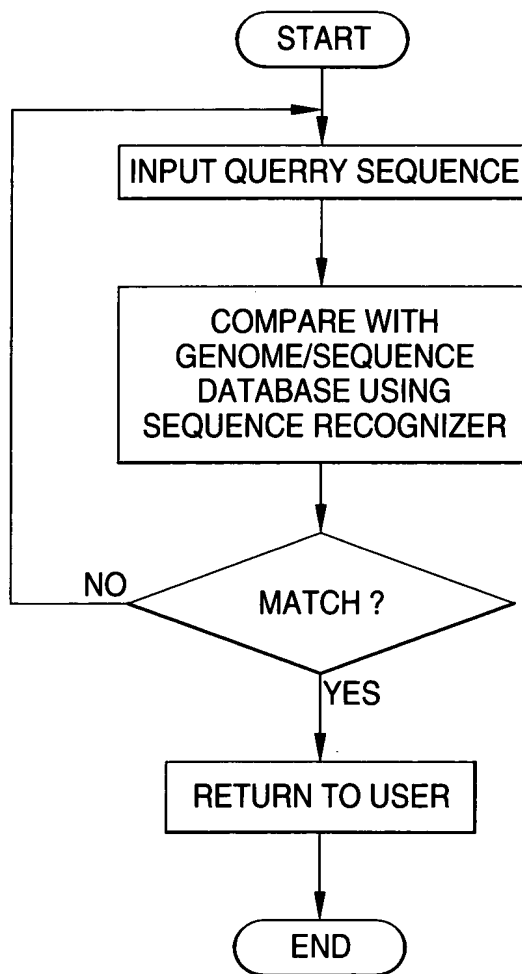 START
INPUT QUERRY SEQUENCE
COMPARE WITH
GENOME/SEQUENCE
DATABASE USING
SEQUENCE RECOGNIZER
NO
MATCH ?
YES
RETURN TO USER
END